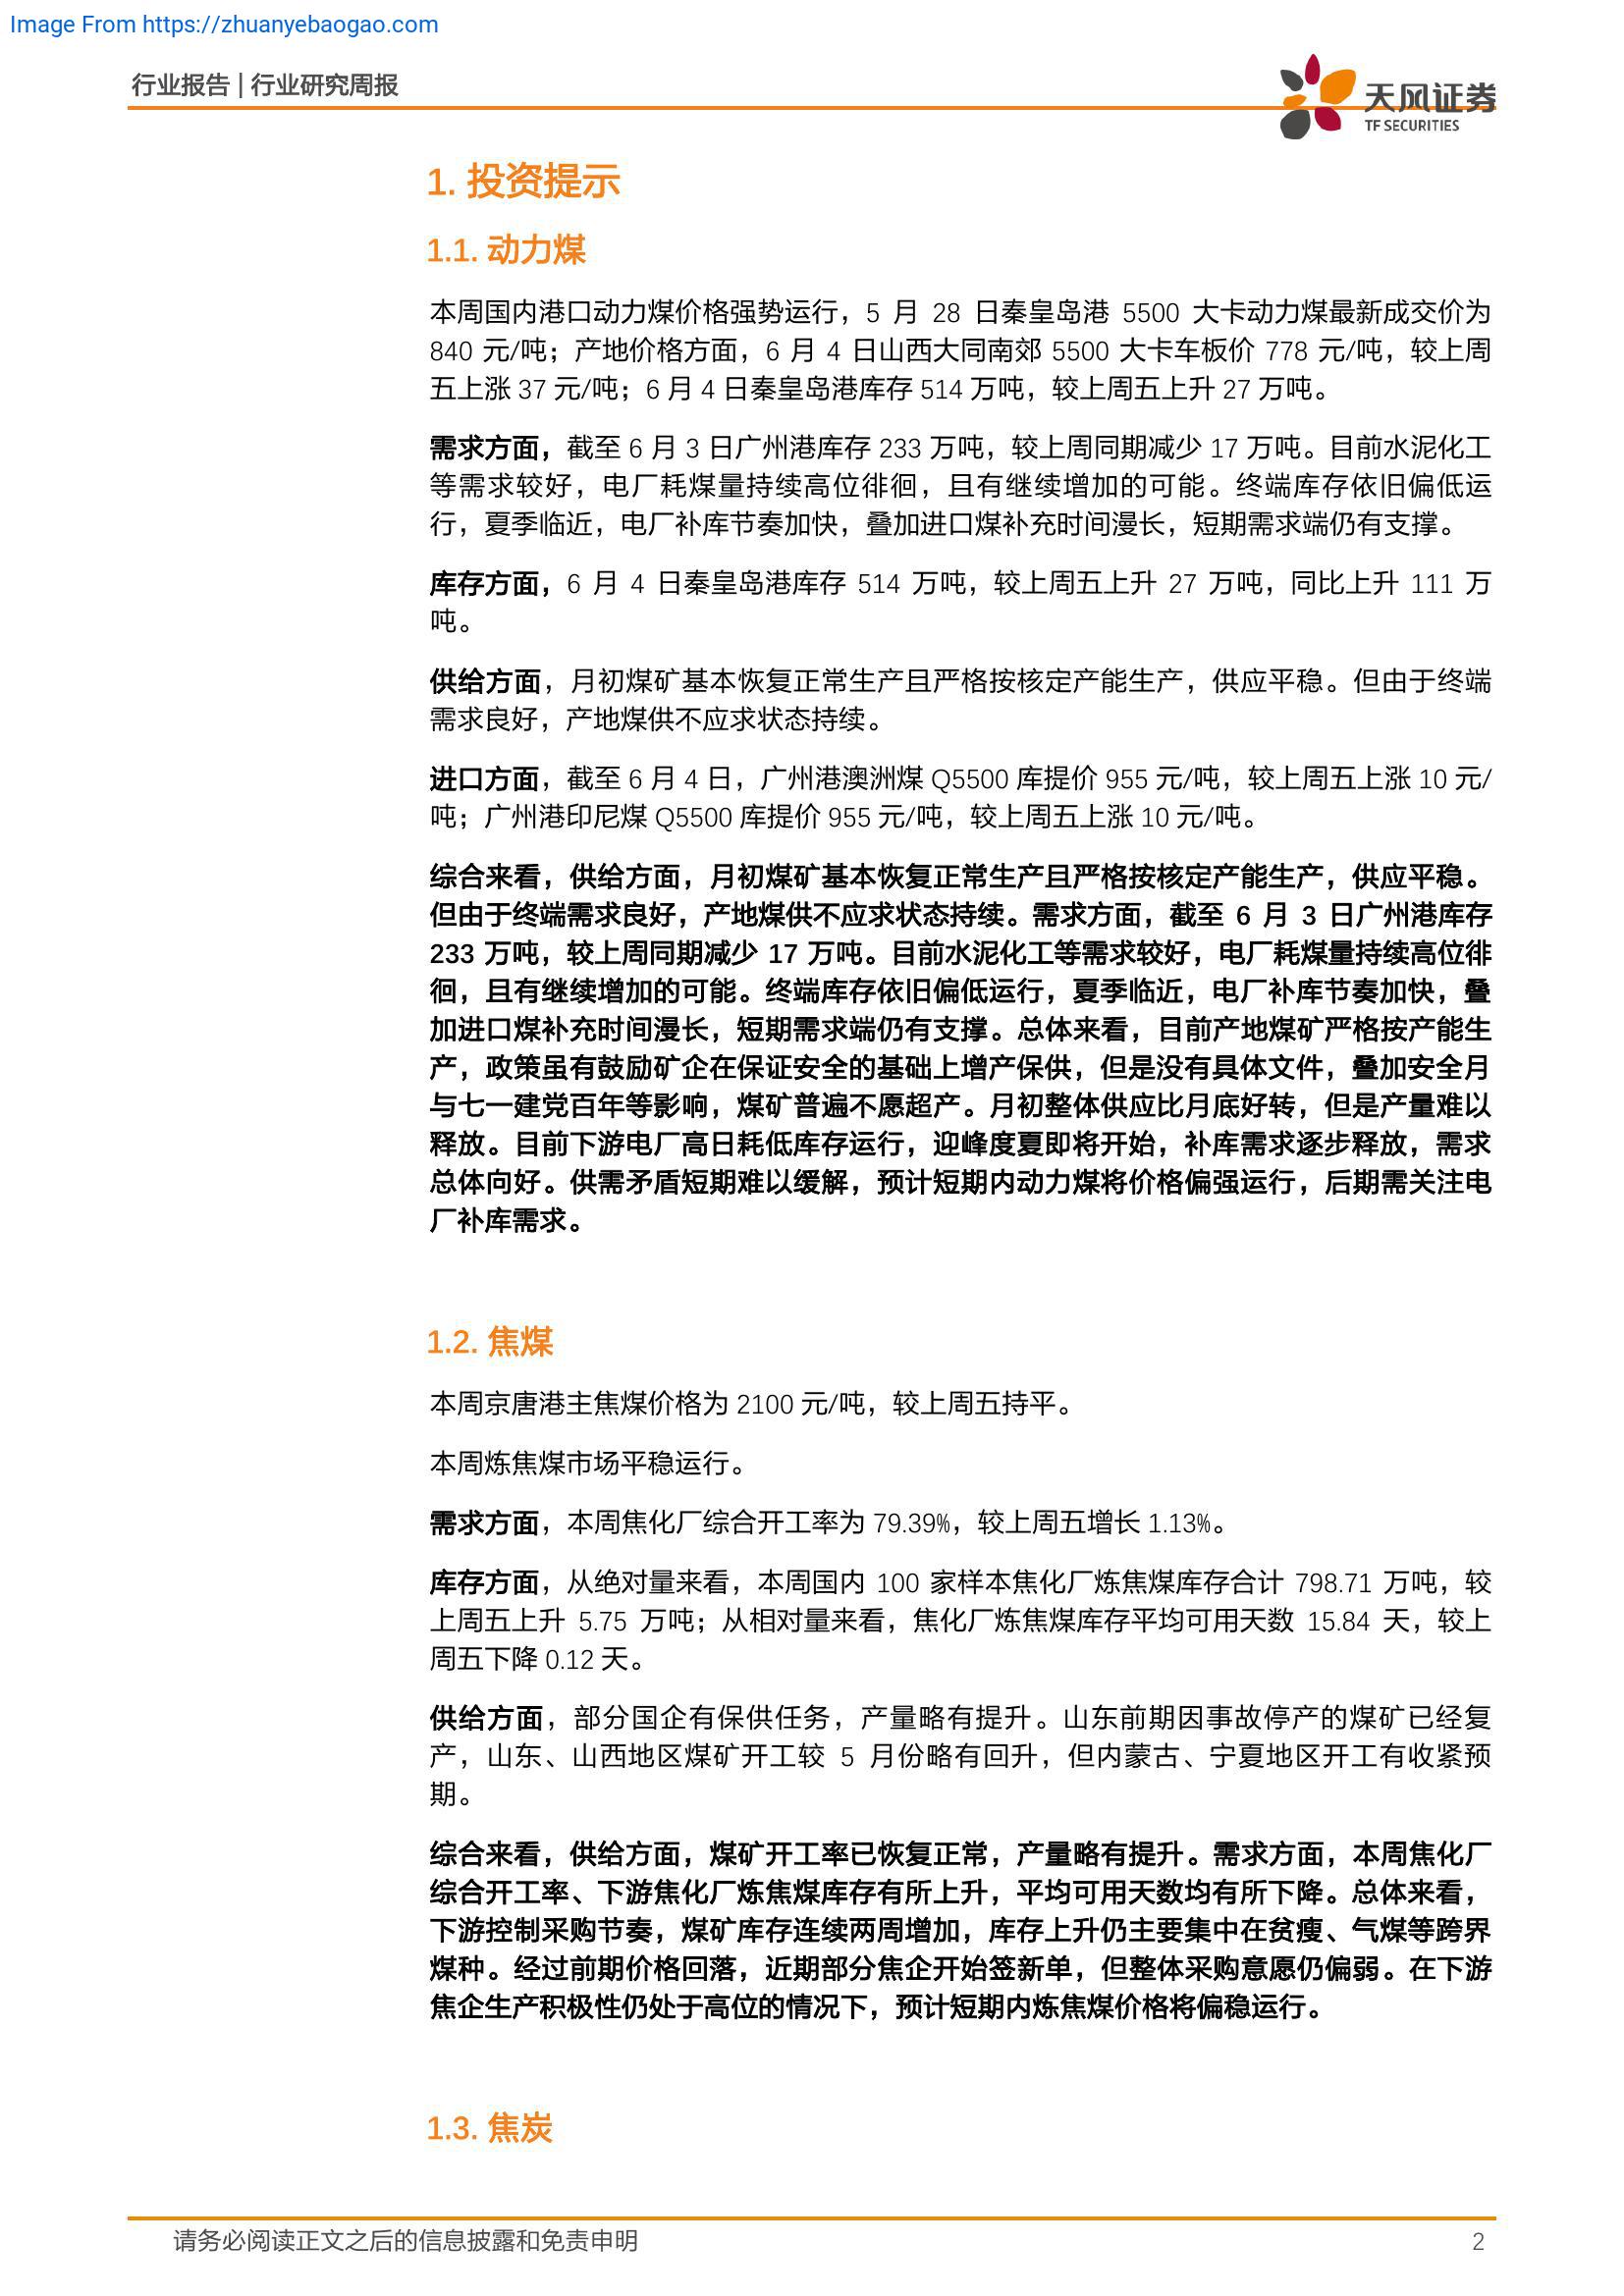 Image From https://zhuanyebaogao.com
行业报告 | 行业研究周报
天风证券
TF SECURITIES
1. 投资提示
1.1. 动力煤
本周国内港口动力煤价格强势运行，5 月 28 日秦皇岛港 5500 大卡动力煤最新成交价为
840 元/吨；产地价格方面，6 月 4 日山西大同南郊 5500 大卡车板价 778 元/吨，较上周
五上涨 37 元/吨；6 月 4 日秦皇岛港库存 514 万吨，较上周五上升 27 万吨。
需求方面，截至 6 月 3 日广州港库存 233 万吨，较上周同期减少 17 万吨。目前水泥化工
等需求较好，电厂耗煤量持续高位徘徊，且有继续增加的可能。终端库存依旧偏低运
行，夏季临近，电厂补库节奏加快，叠加进口煤补充时间漫长，短期需求端仍有支撑。
库存方面，6 月 4 日秦皇岛港库存 514 万吨，较上周五上升 27 万吨，同比上升 111 万
吨。
供给方面，月初煤矿基本恢复正常生产且严格按核定产能生产，供应平稳。但由于终端
需求良好，产地煤供不应求状态持续。
进口方面，截至 6 月 4 日，广州港澳洲煤 Q5500 库提价 955 元/吨，较上周五上涨 10 元/
吨；广州港印尼煤 Q5500 库提价 955 元/吨，较上周五上涨 10 元/吨。
综合来看，供给方面，月初煤矿基本恢复正常生产且严格按核定产能生产，供应平稳。
但由于终端需求良好，产地煤供不应求状态持续。需求方面，截至 6 月 3 日广州港库存
233 万吨，较上周同期减少 17 万吨。目前水泥化工等需求较好，电厂耗煤量持续高位徘
徊，且有继续增加的可能。终端库存依旧偏低运行，夏季临近，电厂补库节奏加快，叠
加进口煤补充时间漫长，短期需求端仍有支撑。总体来看，目前产地煤矿严格按产能生
产，政策虽有鼓励矿企在保证安全的基础上增产保供，但是没有具体文件，叠加安全月
与七一建党百年等影响，煤矿普遍不愿超产。月初整体供应比月底好转，但是产量难以
释放。目前下游电厂高日耗低库存运行，迎峰度夏即将开始，补库需求逐步释放，需求
总体向好。供需矛盾短期难以缓解，预计短期内动力煤将价格偏强运行，后期需关注电
厂补库需求。
1.2. 焦煤
本周京唐港主焦煤价格为 2100 元/吨，较上周五持平。
本周炼焦煤市场平稳运行。
需求方面，本周焦化厂综合开工率为 79.39%，较上周五增长 1.13%。
库存方面，从绝对量来看，本周国内 100 家样本焦化厂炼焦煤库存合计 798.71 万吨，较
上周五上升 5.75 万吨；从相对量来看，焦化厂炼焦煤库存平均可用天数 15.84 天，较上
周五下降 0.12 天。
供给方面，部分国企有保供任务，产量略有提升。山东前期因事故停产的煤矿已经复
产，山东、山西地区煤矿开工较 5 月份略有回升，但内蒙古、宁夏地区开工有收紧预
期。
综合来看，供给方面，煤矿开工率已恢复正常，产量略有提升。需求方面，本周焦化厂
综合开工率、下游焦化厂炼焦煤库存有所上升，平均可用天数均有所下降。总体来看，
下游控制采购节奏，煤矿库存连续两周增加，库存上升仍主要集中在贫瘦、气煤等跨界
煤种。经过前期价格回落，近期部分焦企开始签新单，但整体采购意愿仍偏弱。在下游
焦企生产积极性仍处于高位的情况下，预计短期内炼焦煤价格将偏稳运行。
1.3. 焦炭
请务必阅读正文之后的信息披露和免责申明
2